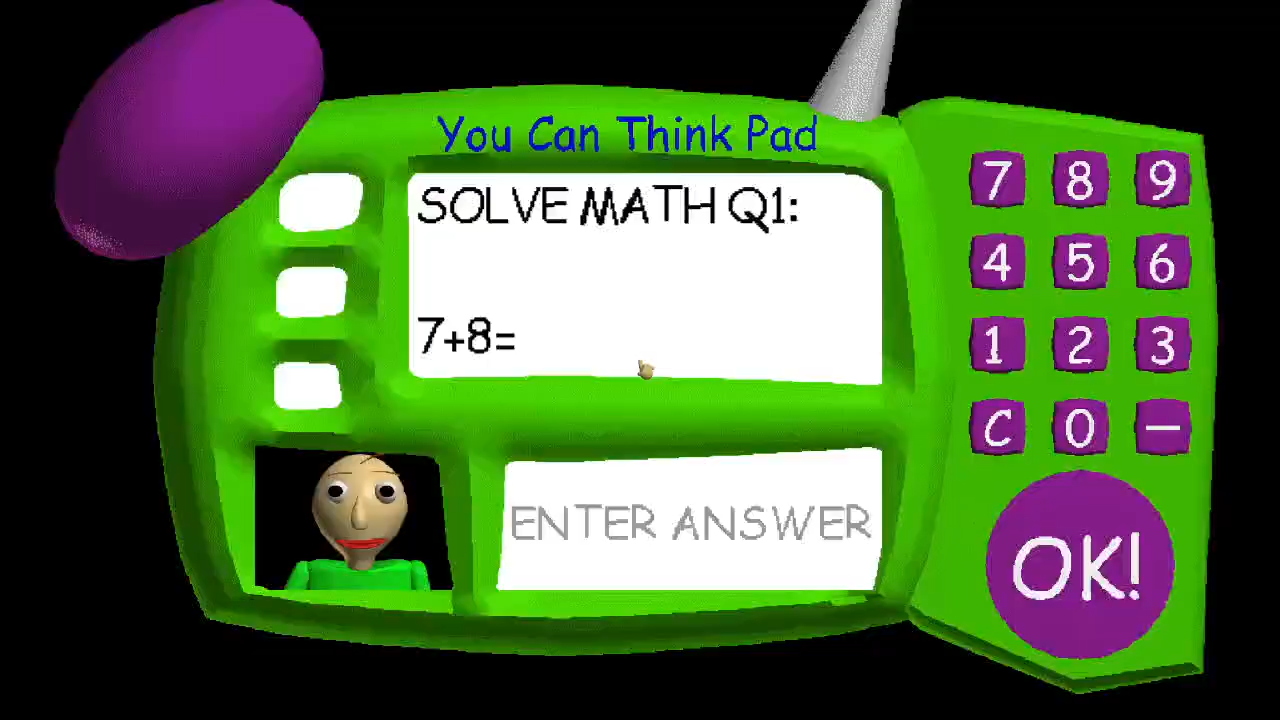 You Can Think Pad
SOLVE MATH Q1:
7+8=
ENTER ANSWER
7 8 9
4 5 6
1 2 3
C 0 −
OK!